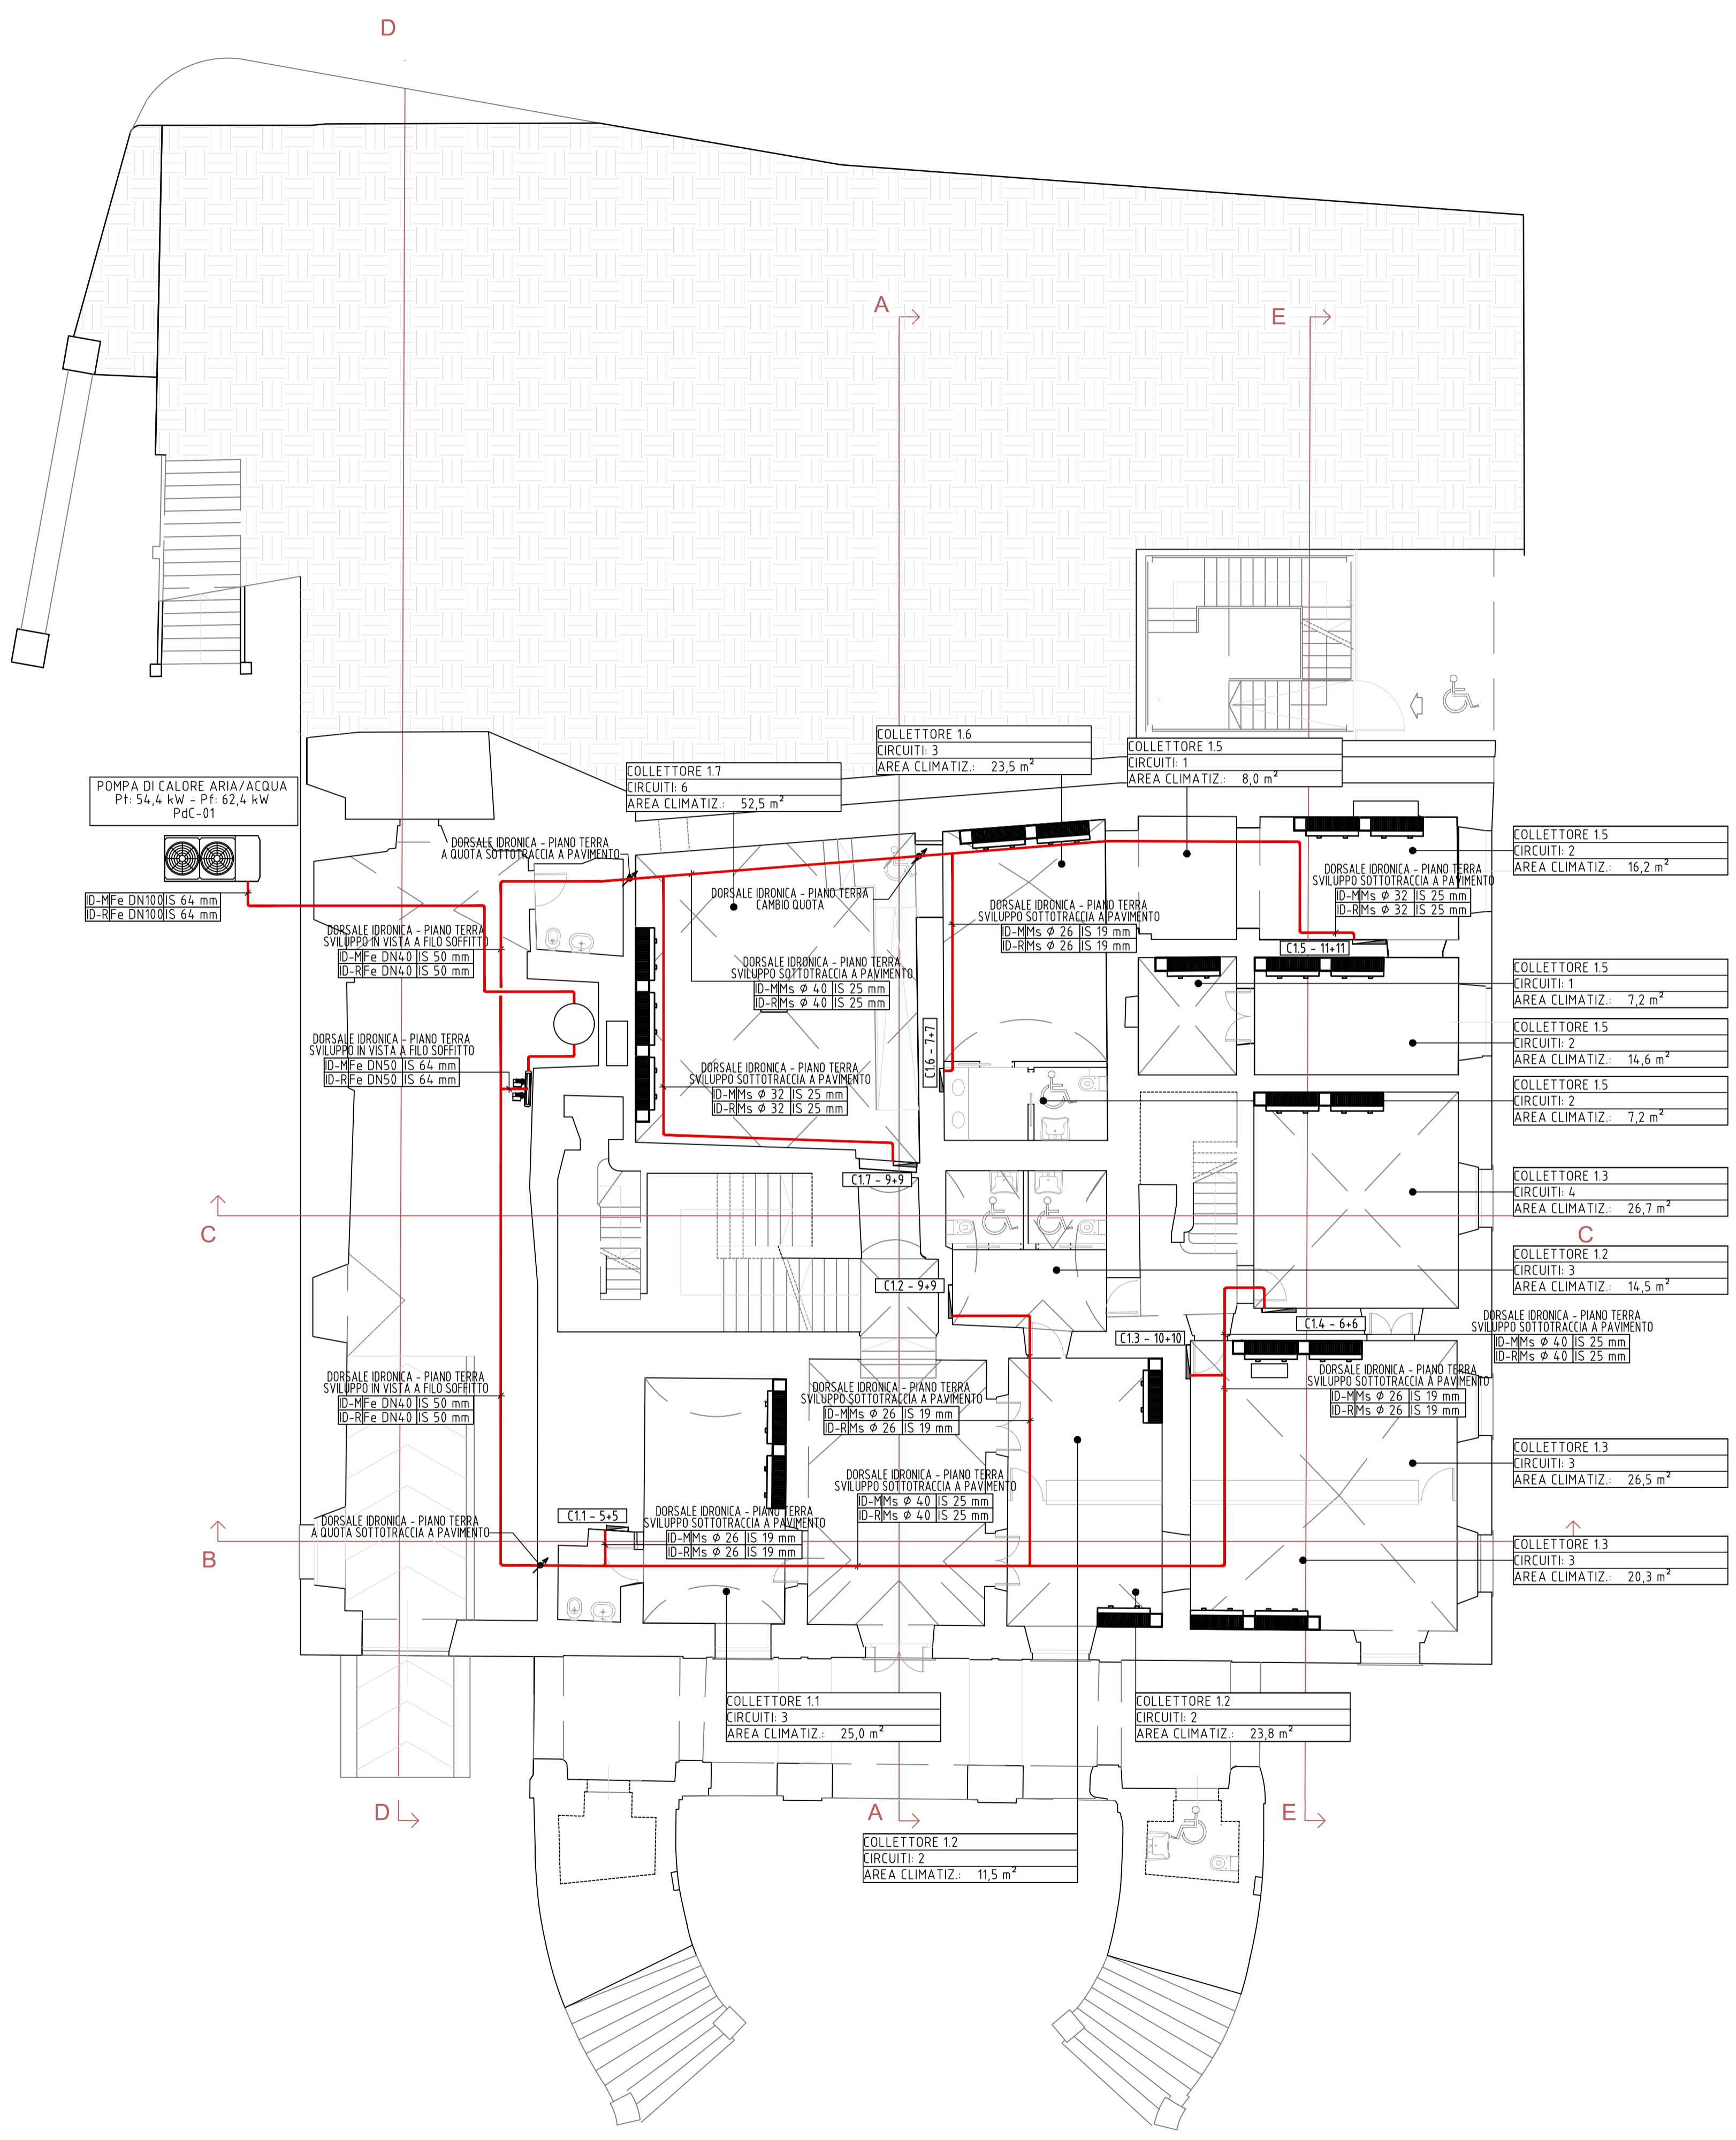 D
A
E
COLLETTORE 1.6
CIRCUITI: 3
AREA CLIMATIZ.: 23,5 m²
COLLETTORE 1.5
CIRCUITI: 1
AREA CLIMATIZ.: 8,0 m²
COLLETTORE 1.7
CIRCUITI: 6
AREA CLIMATIZ.: 52,5 m²
POMPA DI CALORE ARIA/ACQUA
Pt: 54,4 kW - Pf: 62,4 kW
PdC-01
ID-M Fe DN100 IS 64 mm
ID-R Fe DN100 IS 64 mm
DORSALE IDRONICA - PIANO TERRA
A QUOTA SOTTOTRACCIA A PAVIMENTO
COLLETTORE 1.5
CIRCUITI: 2
AREA CLIMATIZ.: 16,2 m²
DORSALE IDRONICA - PIANO TERRA
SVILUPPO SOTTOTRACCIA A PAVIMENTO
ID-M Ms Φ 32 IS 25 mm
ID-R Ms Φ 32 IS 25 mm
DORSALE IDRONICA - PIANO TERRA
CAMBIO QUOTA
DORSALE IDRONICA - PIANO TERRA
SVILUPPO SOTTOTRACCIA A PAVIMENTO
ID-M Ms Φ 26 IS 19 mm
ID-R Ms Φ 26 IS 19 mm
DORSALE IDRONICA - PIANO TERRA
SVILUPPO IN VISTA A FILO SOFFITTO
ID-M Fe DN40 IS 50 mm
ID-R Fe DN40 IS 50 mm
C1.5 - 11+11
DORSALE IDRONICA - PIANO TERRA
SVILUPPO SOTTOTRACCIA A PAVIMENTO
ID-M Ms Φ 40 IS 25 mm
ID-R Ms Φ 40 IS 25 mm
COLLETTORE 1.5
CIRCUITI: 1
AREA CLIMATIZ.: 7,2 m²
COLLETTORE 1.5
CIRCUITI: 2
AREA CLIMATIZ.: 14,6 m²
DORSALE IDRONICA - PIANO TERRA
SVILUPPO IN VISTA A FILO SOFFITTO
ID-M Fe DN50 IS 64 mm
ID-R Fe DN50 IS 64 mm
C1.6 - 7+7
DORSALE IDRONICA - PIANO TERRA
SVILUPPO SOTTOTRACCIA A PAVIMENTO
ID-M Ms Φ 32 IS 25 mm
ID-R Ms Φ 32 IS 25 mm
COLLETTORE 1.5
CIRCUITI: 2
AREA CLIMATIZ.: 7,2 m²
C1.7 - 9+9
COLLETTORE 1.3
CIRCUITI: 4
AREA CLIMATIZ.: 26,7 m²
C
C
COLLETTORE 1.2
CIRCUITI: 3
AREA CLIMATIZ.: 14,5 m²
C1.2 - 9+9
C1.4 - 6+6
C1.3 - 10+10
DORSALE IDRONICA - PIANO TERRA
SVILUPPO SOTTOTRACCIA A PAVIMENTO
ID-M Ms Φ 40 IS 25 mm
ID-R Ms Φ 40 IS 25 mm
DORSALE IDRONICA - PIANO TERRA
SVILUPPO SOTTOTRACCIA A PAVIMENTO
ID-M Ms Φ 26 IS 19 mm
ID-R Ms Φ 26 IS 19 mm
DORSALE IDRONICA - PIANO TERRA
SVILUPPO IN VISTA A FILO SOFFITTO
ID-M Fe DN40 IS 50 mm
ID-R Fe DN40 IS 50 mm
DORSALE IDRONICA - PIANO TERRA
SVILUPPO SOTTOTRACCIA A PAVIMENTO
ID-M Ms Φ 26 IS 19 mm
ID-R Ms Φ 26 IS 19 mm
COLLETTORE 1.3
CIRCUITI: 3
AREA CLIMATIZ.: 26,5 m²
DORSALE IDRONICA - PIANO TERRA
SVILUPPO SOTTOTRACCIA A PAVIMENTO
ID-M Ms Φ 40 IS 25 mm
ID-R Ms Φ 40 IS 25 mm
C1.1 - 5+5
DORSALE IDRONICA - PIANO TERRA
SVILUPPO SOTTOTRACCIA A PAVIMENTO
ID-M Ms Φ 26 IS 19 mm
ID-R Ms Φ 26 IS 19 mm
DORSALE IDRONICA - PIANO TERRA
A QUOTA SOTTOTRACCIA A PAVIMENTO
B
COLLETTORE 1.3
CIRCUITI: 3
AREA CLIMATIZ.: 20,3 m²
COLLETTORE 1.1
CIRCUITI: 3
AREA CLIMATIZ.: 25,0 m²
COLLETTORE 1.2
CIRCUITI: 2
AREA CLIMATIZ.: 23,8 m²
D
A
E
COLLETTORE 1.2
CIRCUITI: 2
AREA CLIMATIZ.: 11,5 m²